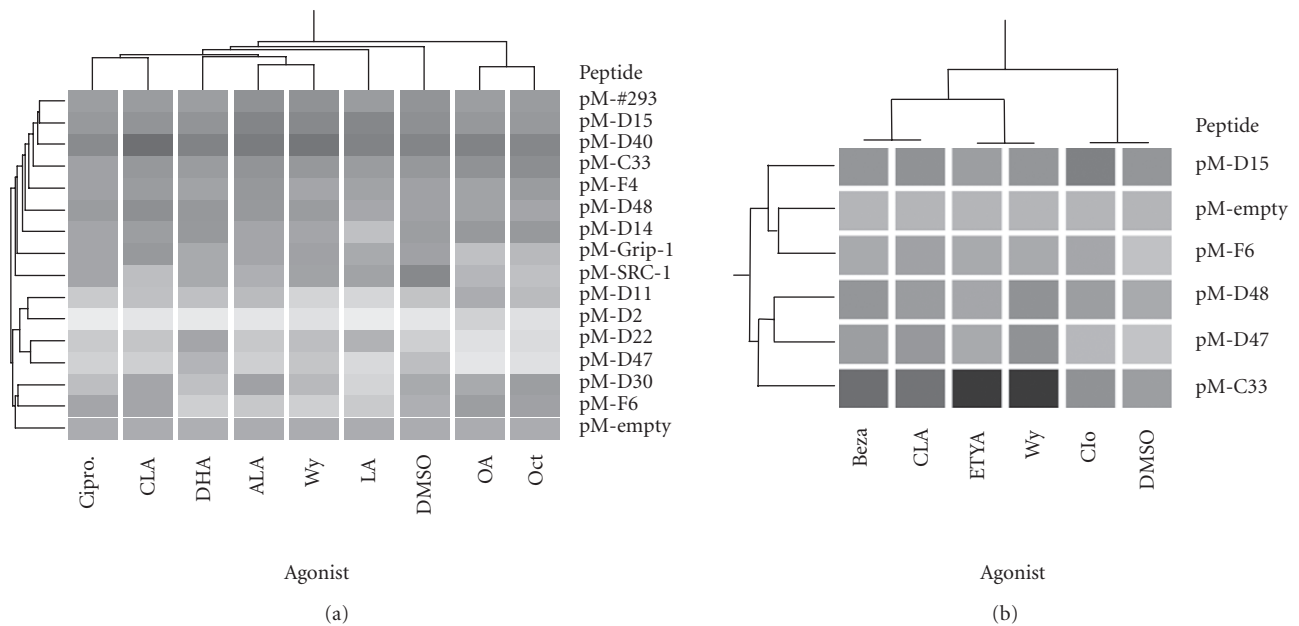 Peptide
pM-#293
pM-D15
pM-D40
pM-C33
pM-F4
pM-D48
pM-D14
pM-Grip-1
pM-SRC-1
pM-D11
pM-D2
pM-D22
pM-D47
pM-D30
pM-F6
pM-empty
Cipro.
CLA
DHA
ALA
Wy
LA
DMSO
OA
Oct
Agonist
(a)
Peptide
pM-D15
pM-empty
pM-F6
pM-D48
pM-D47
pM-C33
Beza
CLA
ETYA
Wy
CIo
DMSO
Agonist
(b)